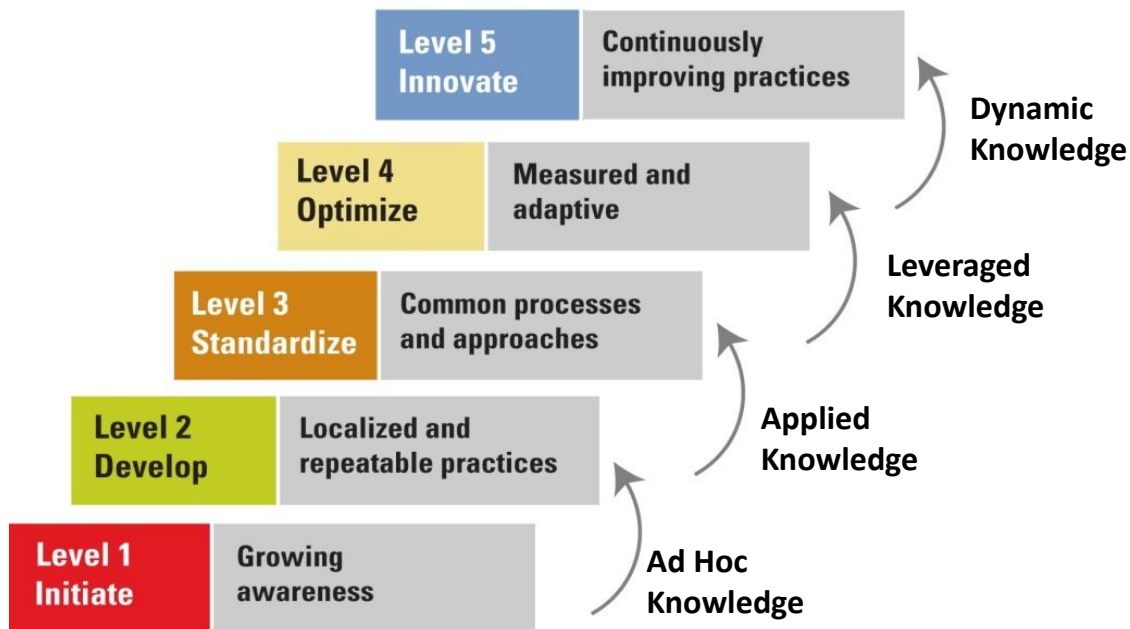 Level 5
Innovate
Continuously
improving practices
Dynamic
Knowledge
Level 4
Optimize
Measured and
adaptive
Leveraged
Knowledge
Level 3
Standardize
Common processes
and approaches
Applied
Knowledge
Level 2
Develop
Localized and
repeatable practices
Ad Hoc
Knowledge
Level 1
Initiate
Growing
awareness